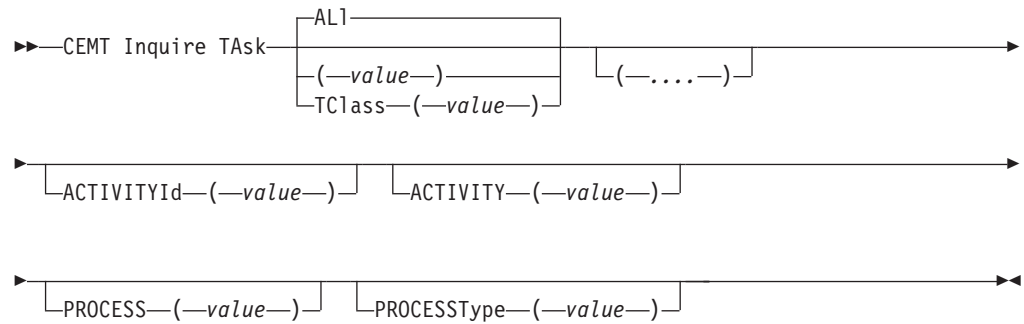 ALl
CEMT Inquire TAsk
(value)
(....)
TClass(value)
ACTIVITYId(value)
ACTIVITY(value)
PROCESS(value)
PROCESSType(value)